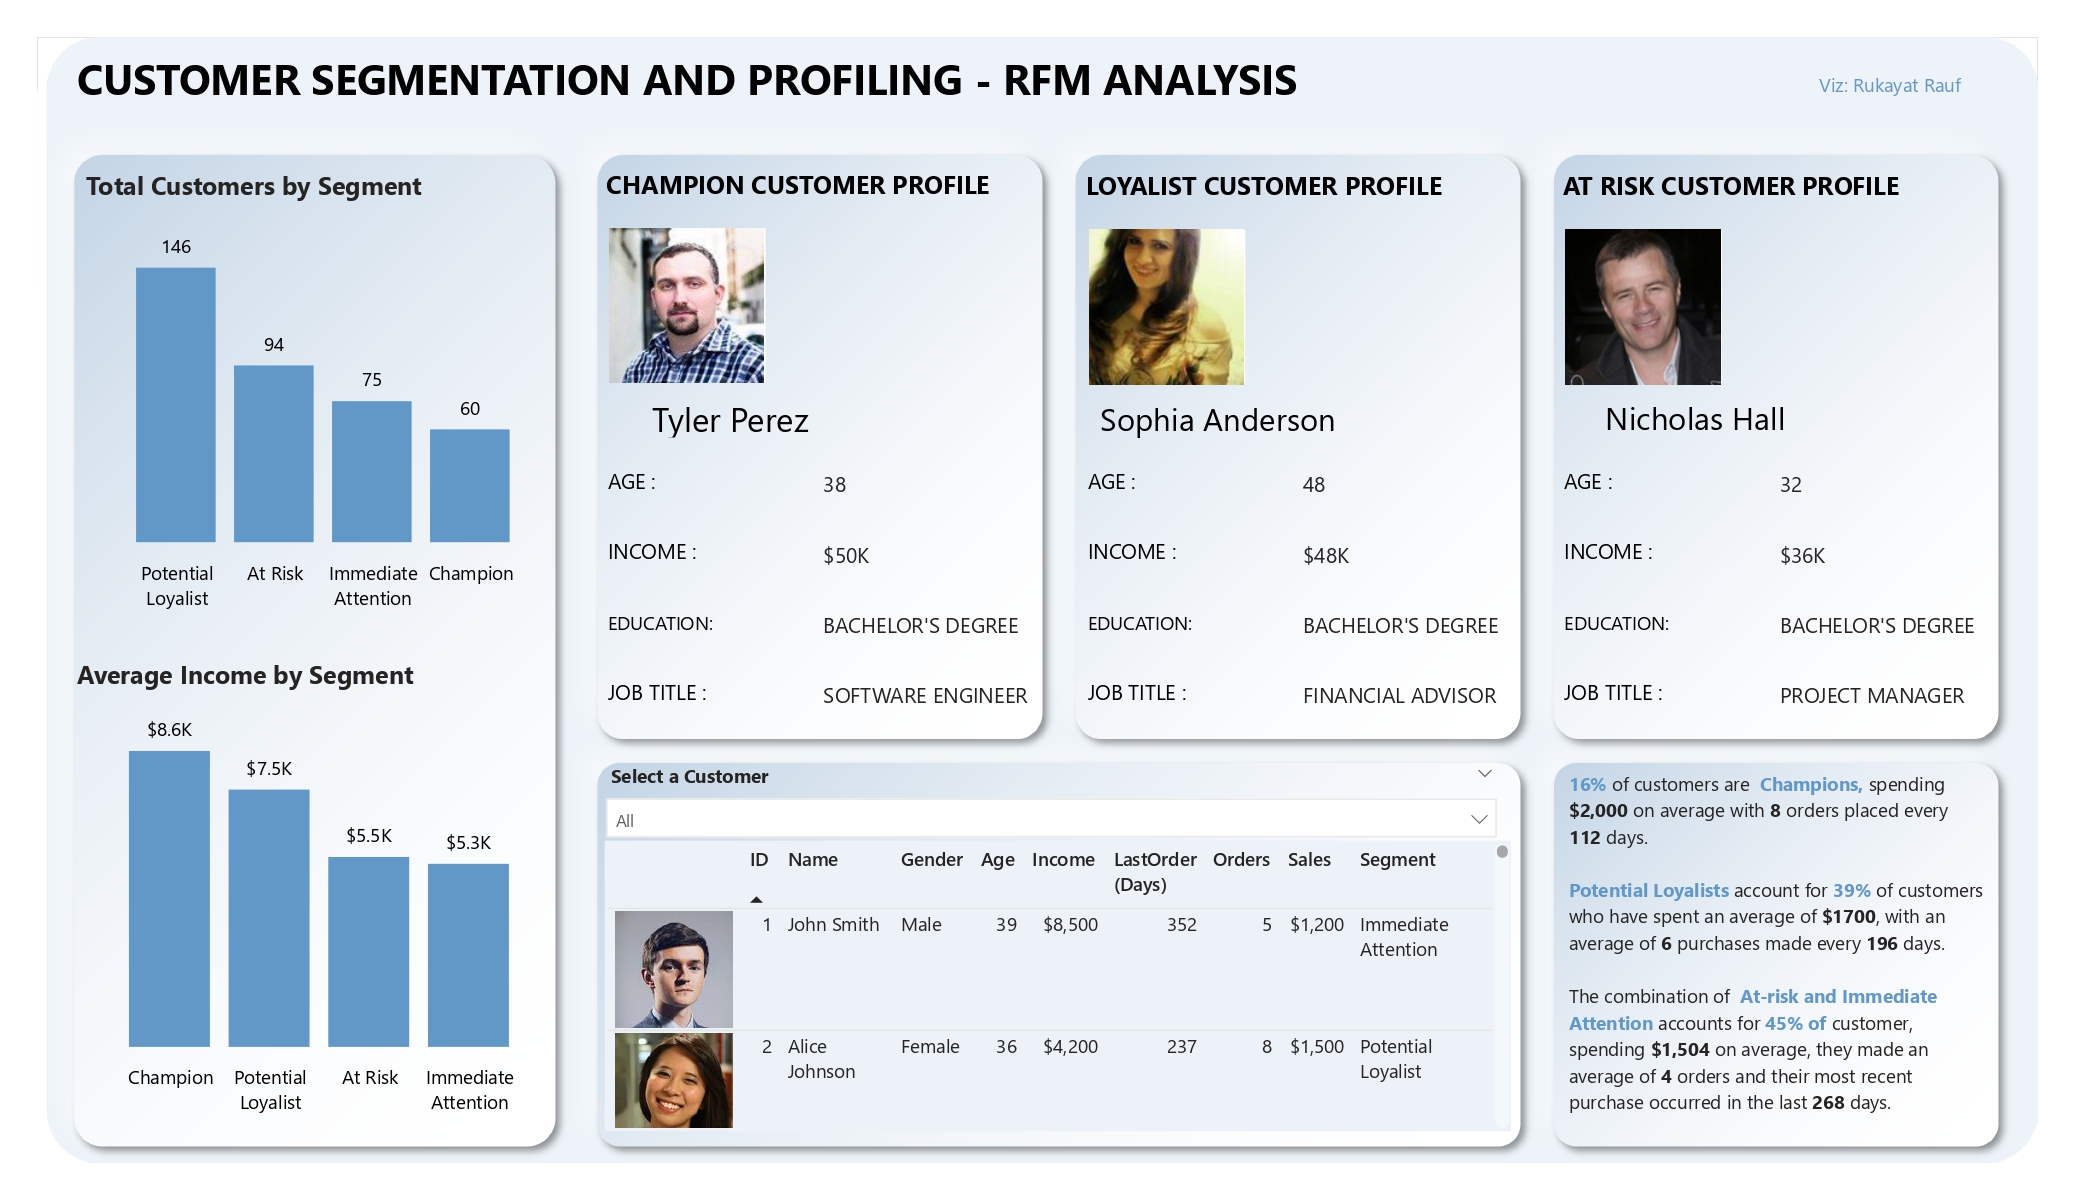 CUSTOMER SEGMENTATION AND PROFILING - RFM ANALYSIS
Viz: Rukayat Rauf
Total Customers by Segment
146
94
75
60
Potential Loyalist
At Risk
Immediate Attention
Champion
Average Income by Segment
$8.6K
$7.5K
$5.5K
$5.3K
Champion
Potential Loyalist
At Risk
Immediate Attention
CHAMPION CUSTOMER PROFILE
Tyler Perez
AGE : 38
INCOME : $50K
EDUCATION: BACHELOR'S DEGREE
JOB TITLE : SOFTWARE ENGINEER
LOYALIST CUSTOMER PROFILE
Sophia Anderson
AGE : 48
INCOME : $48K
EDUCATION: BACHELOR'S DEGREE
JOB TITLE : FINANCIAL ADVISOR
AT RISK CUSTOMER PROFILE
Nicholas Hall
AGE : 32
INCOME : $36K
EDUCATION: BACHELOR'S DEGREE
JOB TITLE : PROJECT MANAGER
Select a Customer
All
ID Name Gender Age Income LastOrder (Days) Orders Sales Segment
1 John Smith Male 39 $8,500 352 5 $1,200 Immediate Attention
2 Alice Johnson Female 36 $4,200 237 8 $1,500 Potential Loyalist
16% of customers are Champions, spending
$2,000 on average with 8 orders placed every
112 days.
Potential Loyalists account for 39% of customers
who have spent an average of $1700, with an
average of 6 purchases made every 196 days.
The combination of At-risk and Immediate
Attention accounts for 45% of customer,
spending $1,504 on average, they made an
average of 4 orders and their most recent
purchase occurred in the last 268 days.